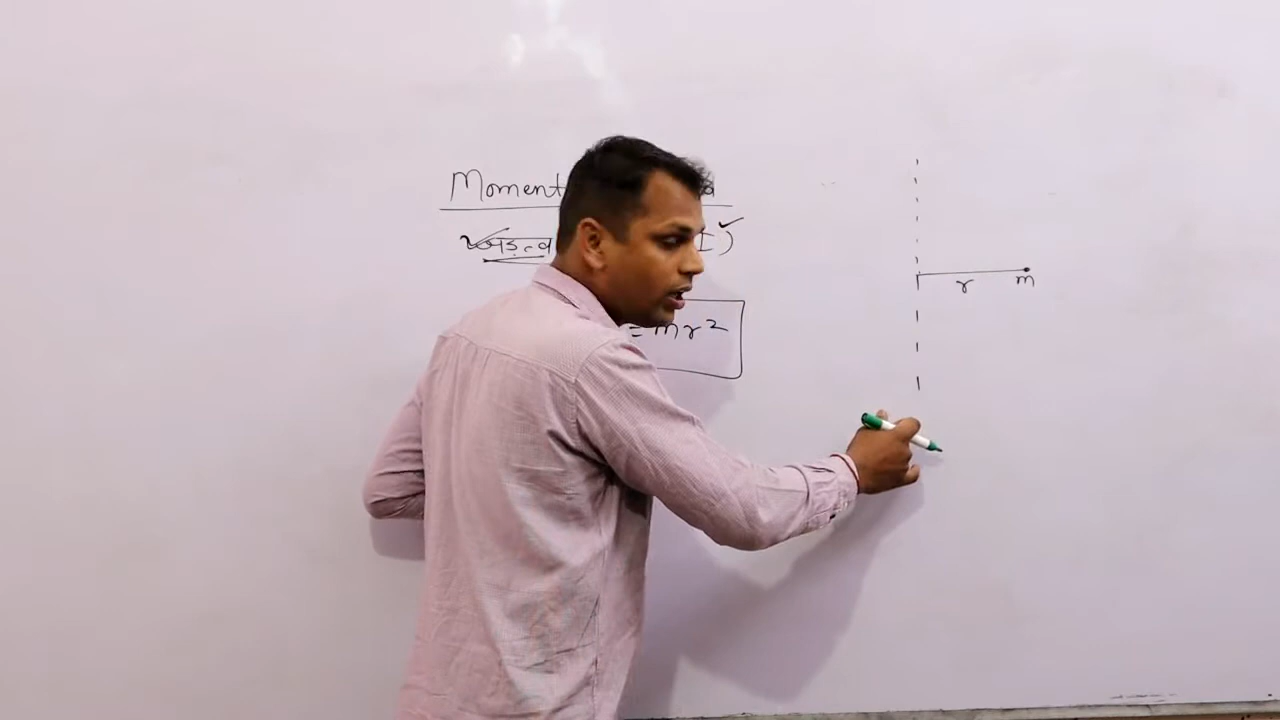 Moment
I)
= mr²
r m